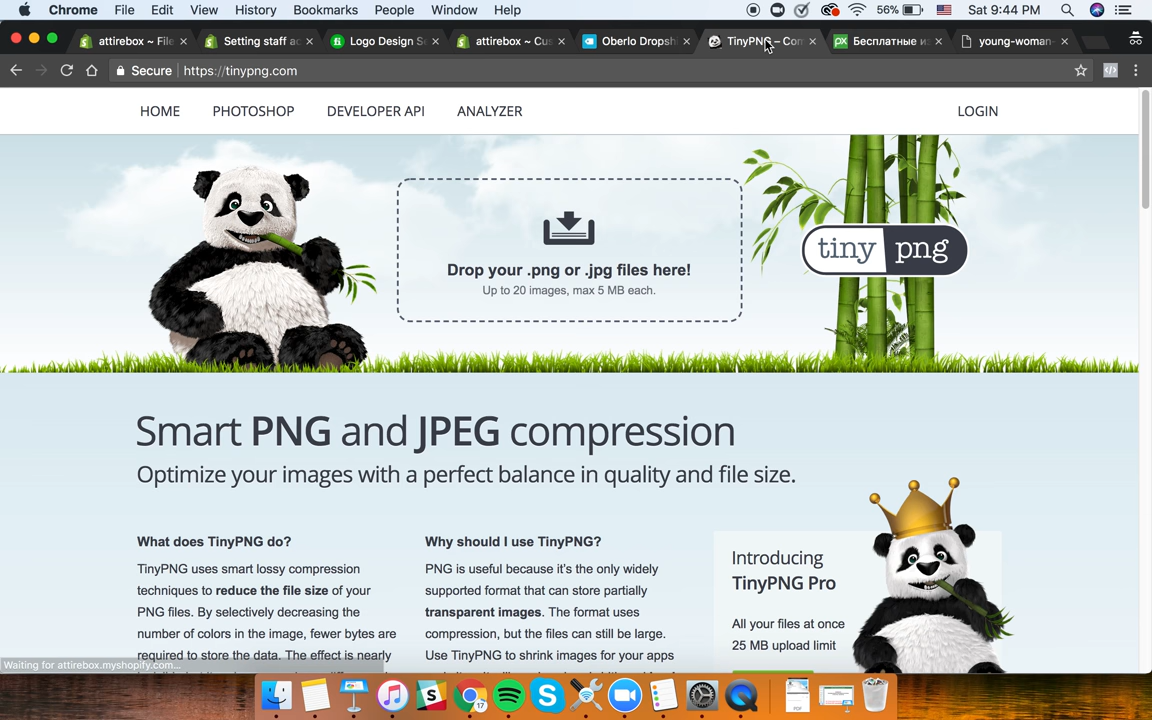 Chrome File Edit View History Bookmarks People Window Help 56% Sat 9:44 PM
attirebox ~ File
Setting staff ac
Logo Design S
attirebox ~ Cus
Oberlo Dropshi
TinyPNG – Com
Бесплатные из
young-woman-
Secure https://tinypng.com
HOME PHOTOSHOP DEVELOPER API ANALYZER LOGIN
Drop your .png or .jpg files here!
Up to 20 images, max 5 MB each.
tiny png
Smart PNG and JPEG compression
Optimize your images with a perfect balance in quality and file size.
What does TinyPNG do?
TinyPNG uses smart lossy compression
techniques to reduce the file size of your
PNG files. By selectively decreasing the
number of colors in the image, fewer bytes are
required to store the data. The effect is nearly
Why should I use TinyPNG?
PNG is useful because it's the only widely
supported format that can store partially
transparent images. The format uses
compression, but the files can still be large.
Use TinyPNG to shrink images for your apps
Introducing
TinyPNG Pro
All your files at once
25 MB upload limit
Waiting for attirebox.myshopify.com...
17